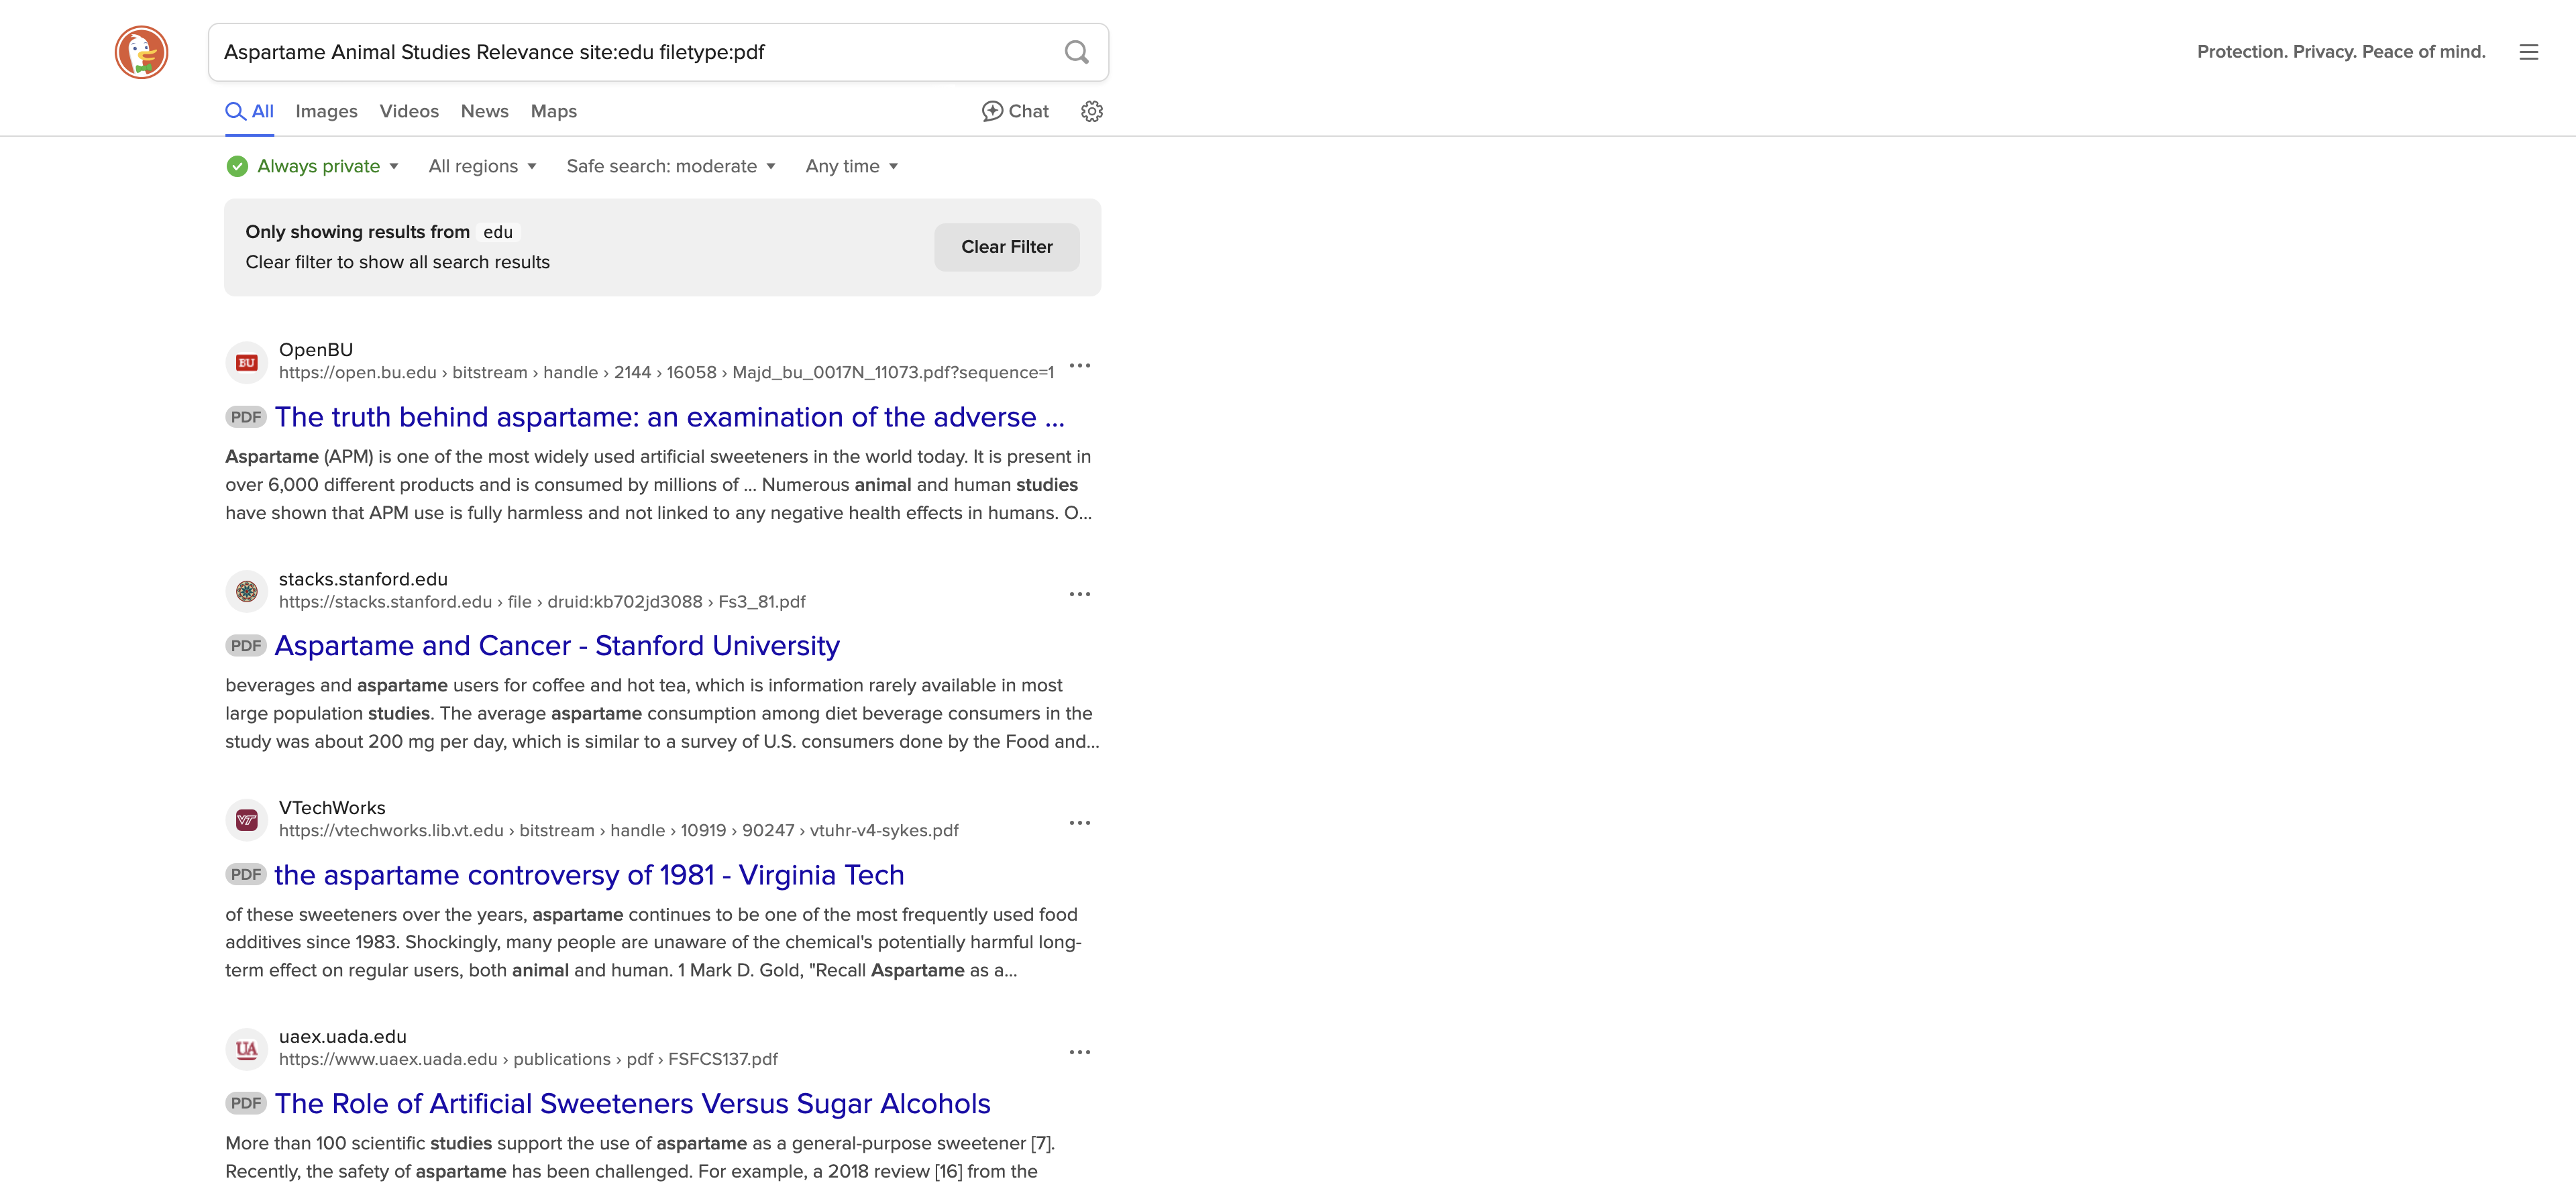 Aspartame Animal Studies Relevance site:edu filetype:pdf
Protection. Privacy. Peace of mind.
All Images Videos News Maps Chat
Always private All regions Safe search: moderate Any time
Only showing results from edu
Clear filter to show all search results
Clear Filter
BU
OpenBU
https://open.bu.edu › bitstream › handle › 2144 › 16058 › Majd_bu_0017N_11073.pdf?sequence=1
PDF The truth behind aspartame: an examination of the adverse ...
Aspartame (APM) is one of the most widely used artificial sweeteners in the world today. It is present in
over 6,000 different products and is consumed by millions of ... Numerous animal and human studies
have shown that APM use is fully harmless and not linked to any negative health effects in humans. O...
stacks.stanford.edu
https://stacks.stanford.edu › file › druid:kb702jd3088 › Fs3_81.pdf
PDF Aspartame and Cancer - Stanford University
beverages and aspartame users for coffee and hot tea, which is information rarely available in most
large population studies. The average aspartame consumption among diet beverage consumers in the
study was about 200 mg per day, which is similar to a survey of U.S. consumers done by the Food and...
VT
VTechWorks
https://vtechworks.lib.vt.edu › bitstream › handle › 10919 › 90247 › vtuhr-v4-sykes.pdf
PDF the aspartame controversy of 1981 - Virginia Tech
of these sweeteners over the years, aspartame continues to be one of the most frequently used food
additives since 1983. Shockingly, many people are unaware of the chemical's potentially harmful long-
term effect on regular users, both animal and human. 1 Mark D. Gold, "Recall Aspartame as a...
UA
uaex.uada.edu
https://www.uaex.uada.edu › publications › pdf › FSFCS137.pdf
PDF The Role of Artificial Sweeteners Versus Sugar Alcohols
More than 100 scientific studies support the use of aspartame as a general-purpose sweetener [7].
Recently, the safety of aspartame has been challenged. For example, a 2018 review [16] from the